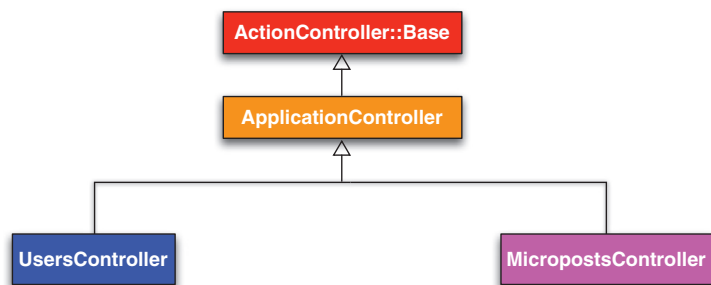 ActionController::Base
ApplicationController
UsersController
MicropostsController